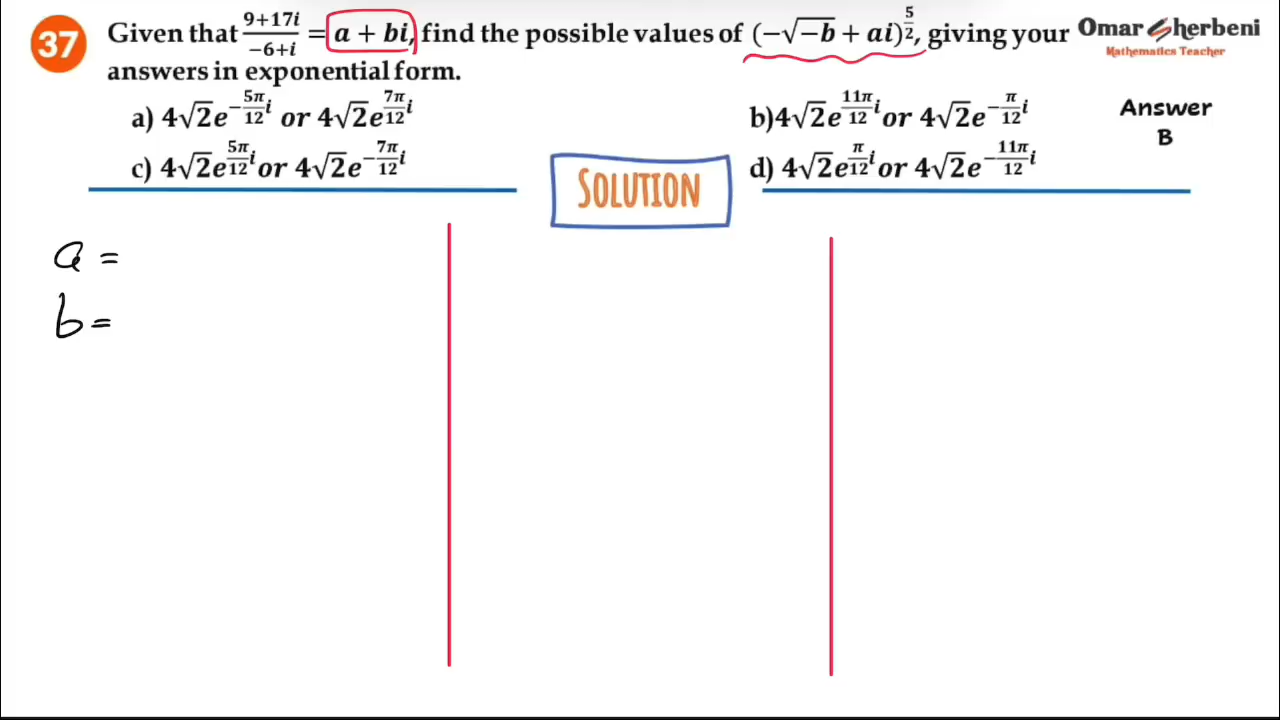 37 Given that (9+17i)/(−6+i) = a + bi, find the possible values of (−√−b + ai)^(5/2), giving your
answers in exponential form.
Omar Sherbeni
Mathematics Teacher
a) 4√2e^(−5π/12 i) or 4√2e^(7π/12 i)
b)4√2e^(11π/12 i) or 4√2e^(−π/12 i)
c) 4√2e^(5π/12 i) or 4√2e^(−7π/12 i)
d) 4√2e^(π/12 i) or 4√2e^(−11π/12 i)
Answer
B
SOLUTION
a =
b =